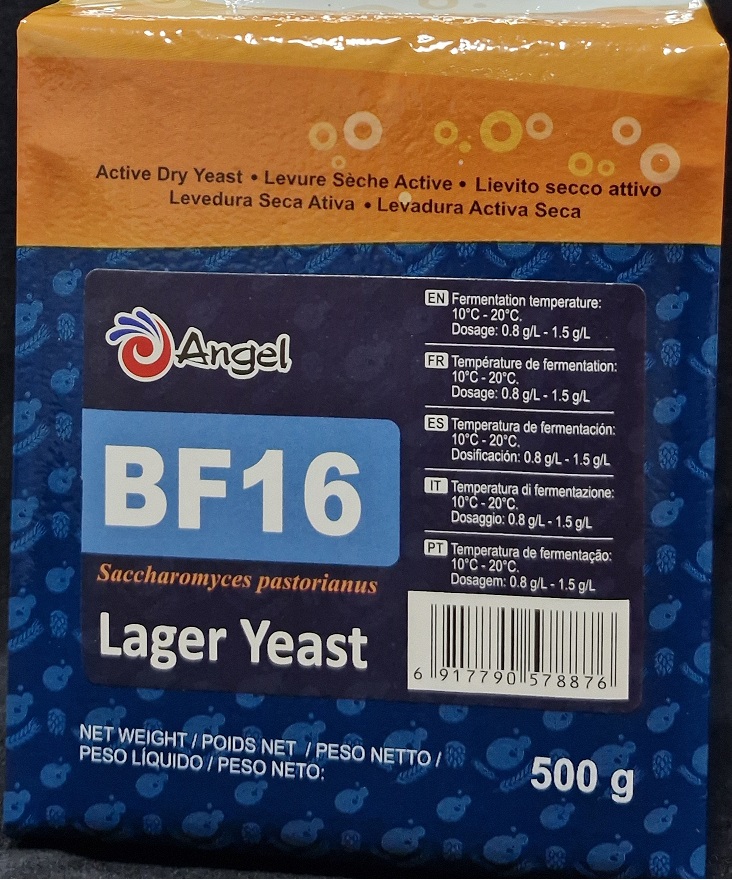 Active Dry Yeast • Levure Sèche Active • Lievito secco attivo
Levedura Seca Ativa • Levadura Activa Seca
Angel
BF16
Saccharomyces pastorianus
Lager Yeast
EN Fermentation temperature:
10°C - 20°C.
Dosage: 0.8 g/L - 1.5 g/L
FR Température de fermentation:
10°C - 20°C.
Dosage: 0.8 g/L - 1.5 g/L
ES Temperatura de fermentación:
10°C - 20°C.
Dosificación: 0.8 g/L - 1.5 g/L
IT Temperatura di fermentazione:
10°C - 20°C.
Dosaggio: 0.8 g/L - 1.5 g/L
PT Temperatura de fermentação:
10°C - 20°C.
Dosagem: 0.8 g/L - 1.5 g/L
6 917790 578876
NET WEIGHT / POIDS NET / PESO NETTO /
PESO LÍQUIDO / PESO NETO:
500 g